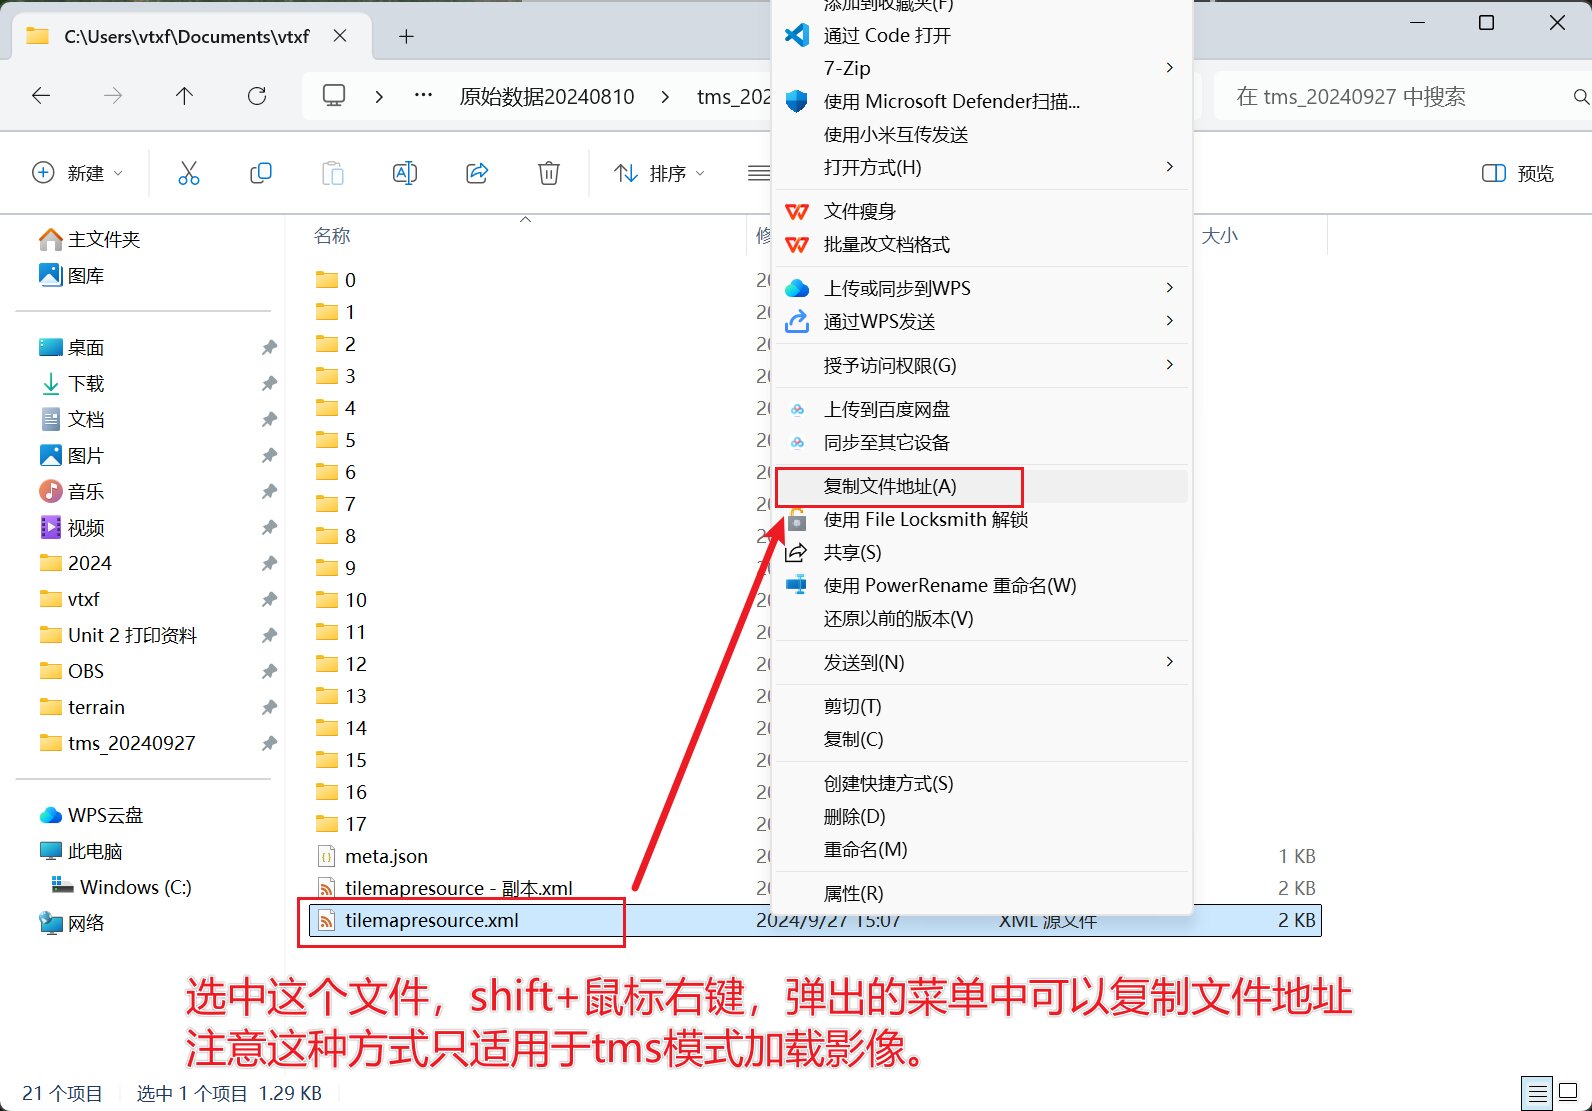 C:\Users\vtxf\Documents\vtxf
… 原始数据20240810 tms_202
在 tms_20240927 中搜索
新建
排序
预览
主文件夹
图库
桌面
下载
文档
图片
音乐
视频
2024
vtxf
Unit 2 打印资料
OBS
terrain
tms_20240927
WPS云盘
此电脑
Windows (C:)
网络
名称
大小
0
1
2
3
4
5
6
7
8
9
10
11
12
13
14
15
16
17
meta.json 1 KB
tilemapresource - 副本.xml 2 KB
tilemapresource.xml 2024/9/27 15:07 XML 源文件 2 KB
添加到收藏夹(F)
通过 Code 打开
7-Zip
使用 Microsoft Defender扫描...
使用小米互传发送
打开方式(H)
文件瘦身
批量改文档格式
上传或同步到WPS
通过WPS发送
授予访问权限(G)
上传到百度网盘
同步至其它设备
复制文件地址(A)
使用 File Locksmith 解锁
共享(S)
使用 PowerRename 重命名(W)
还原以前的版本(V)
发送到(N)
剪切(T)
复制(C)
创建快捷方式(S)
删除(D)
重命名(M)
属性(R)
选中这个文件，shift+鼠标右键，弹出的菜单中可以复制文件地址
注意这种方式只适用于tms模式加载影像。
21 个项目 选中 1 个项目 1.29 KB